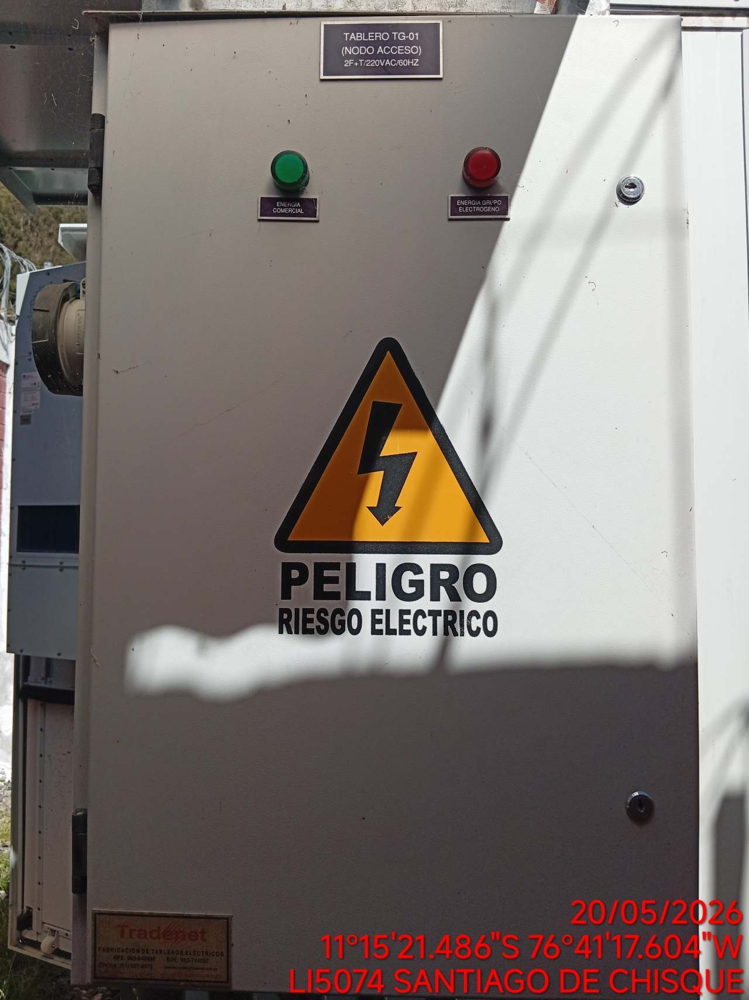 TABLERO TG-01
(NODO ACCESO)
2F+T/220VAC/60HZ
ENERGIA
COMERCIAL
ENERGIA GRUPO
ELECTROGENO
PELIGRO
RIESGO ELECTRICO
Tradenet
FABRICACION DE TABLEROS ELECTRICOS
20/05/2026
11°15'21.486"S 76°41'17.604"W
LI5074 SANTIAGO DE CHISQUE